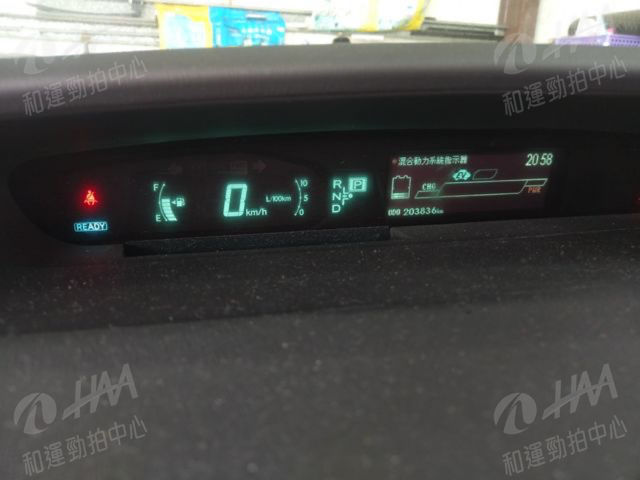 HAA
和運勁拍中心
HAA
和運勁拍中心
READY
F
E
0
km/h
L/100km
10
5
0
R
N
D
P
混合動力系統指示器
20:58
CHG
PWR
ODO 203836km
HAA
和運勁拍中心
HAA
和運勁拍中心